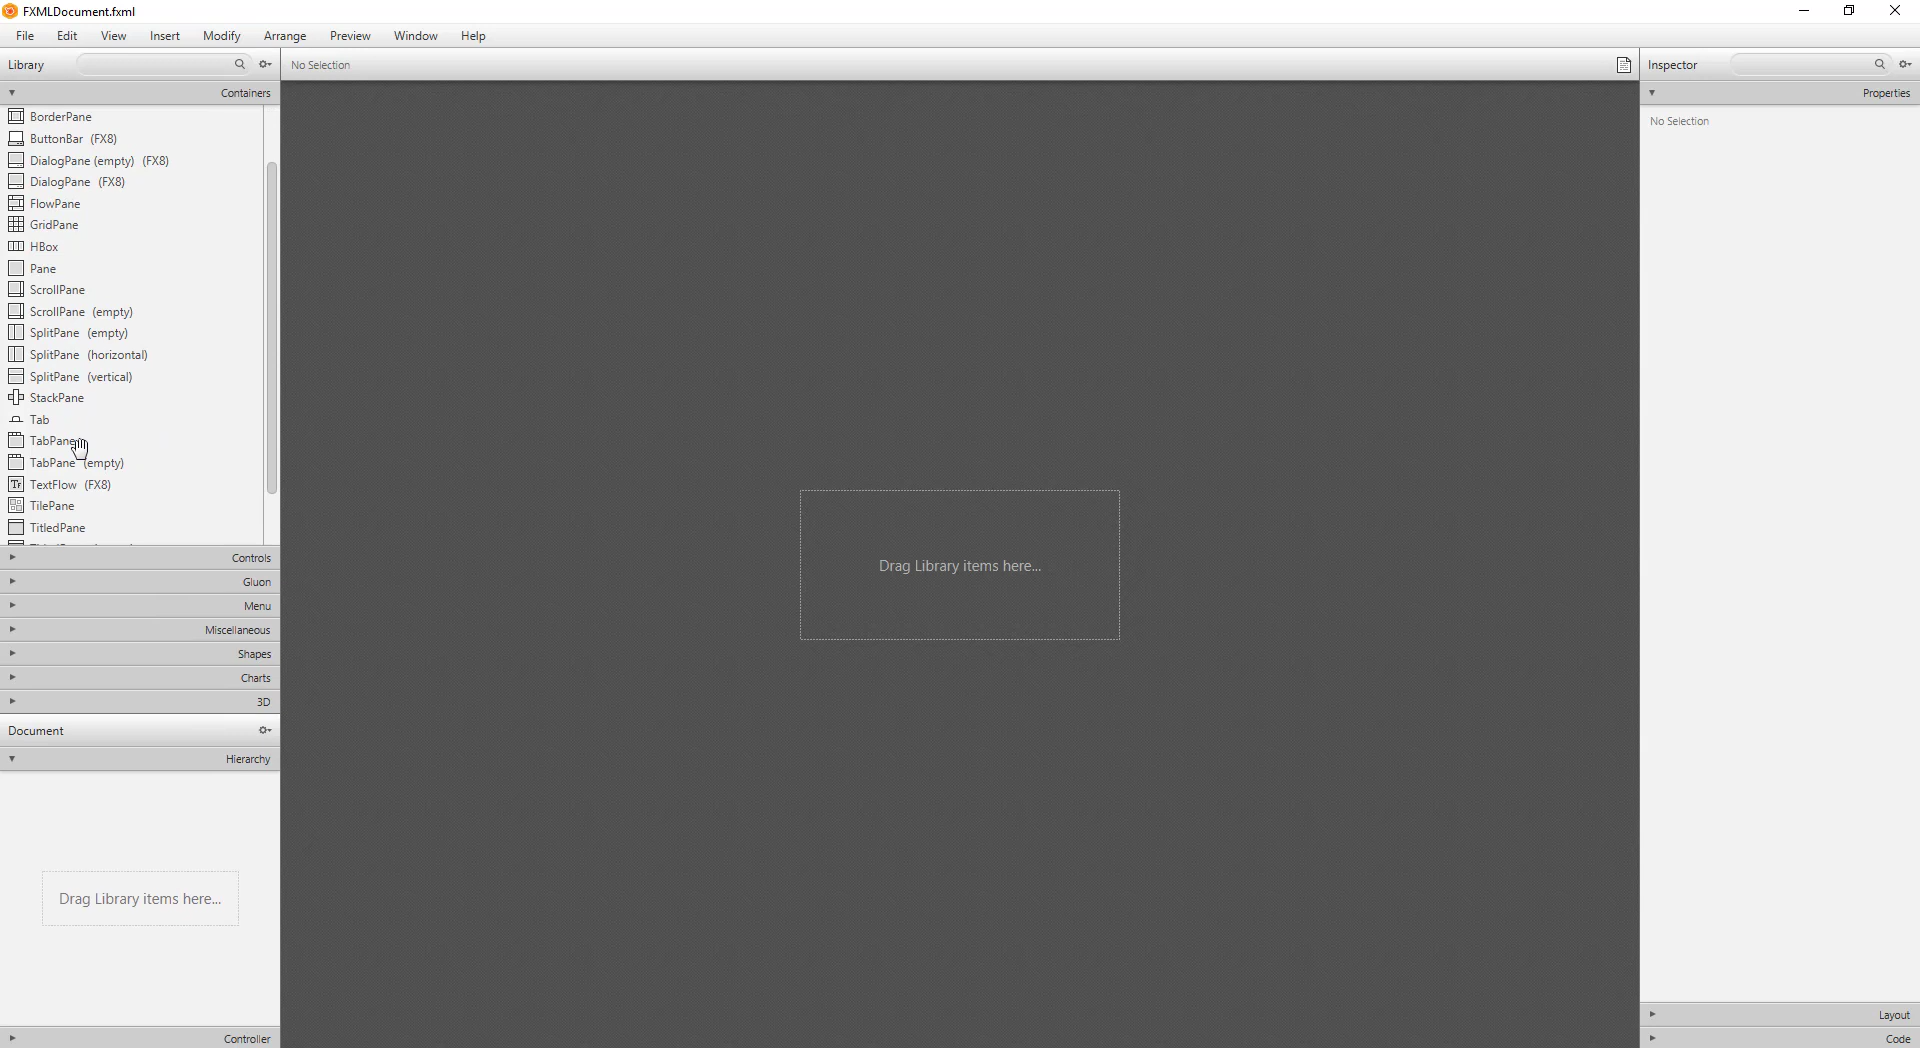 FXMLDocument.fxml
File Edit View Insert Modify Arrange Preview Window Help
Library
No Selection
Inspector
Containers
Properties
BorderPane
ButtonBar (FX8)
DialogPane (empty) (FX8)
DialogPane (FX8)
FlowPane
GridPane
HBox
Pane
ScrollPane
ScrollPane (empty)
SplitPane (empty)
SplitPane (horizontal)
SplitPane (vertical)
StackPane
Tab
TabPane
TabPane (empty)
TextFlow (FX8)
TilePane
TitledPane
Controls
Gluon
Menu
Miscellaneous
Shapes
Charts
3D
Document
Hierarchy
Drag Library items here...
Controller
Drag Library items here...
No Selection
Layout
Code